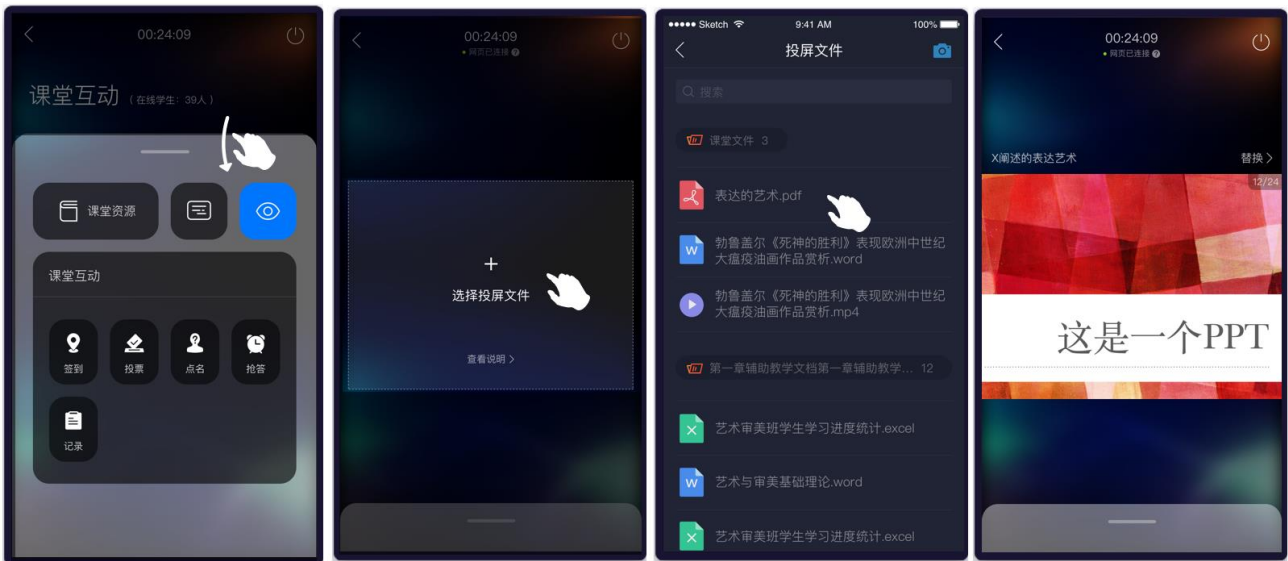 00:24:09
课堂互动 (在线学生：39人)
课堂资源
课堂互动
签到 投票 点名 抢答
记录
00:24:09
网页已连接
选择投屏文件
查看说明 >
Sketch 9:41 AM 100%
投屏文件
搜索
课堂文件 3
表达的艺术.pdf
勃鲁盖尔《死神的胜利》表现欧洲中世纪
大瘟疫油画作品赏析.word
勃鲁盖尔《死神的胜利》表现欧洲中世纪
大瘟疫油画作品赏析.mp4
第一章辅助教学文档第一章辅助教学... 12
艺术审美班学生学习进度统计.excel
艺术与审美基础理论.word
艺术审美班学生学习进度统计.excel
00:24:09
网页已连接
X阐述的表达艺术 替换 >
12/24
这是一个PPT